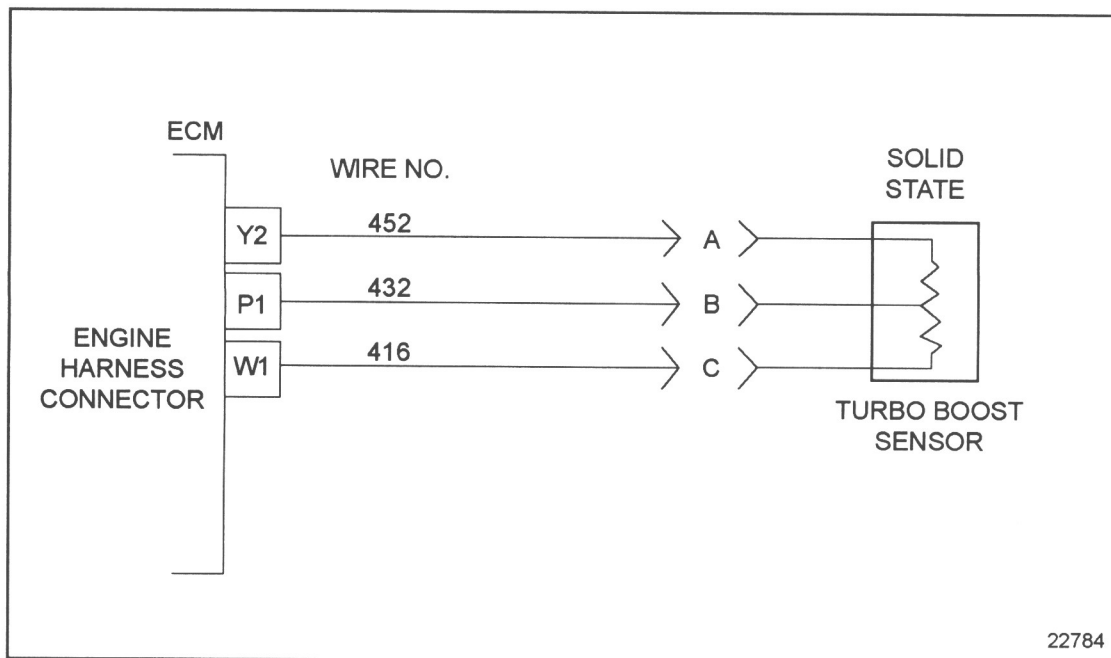 ECM
WIRE NO.
SOLID
STATE
Y2
452
A
P1
432
B
ENGINE
HARNESS
CONNECTOR
W1
416
C
TURBO BOOST
SENSOR
22784